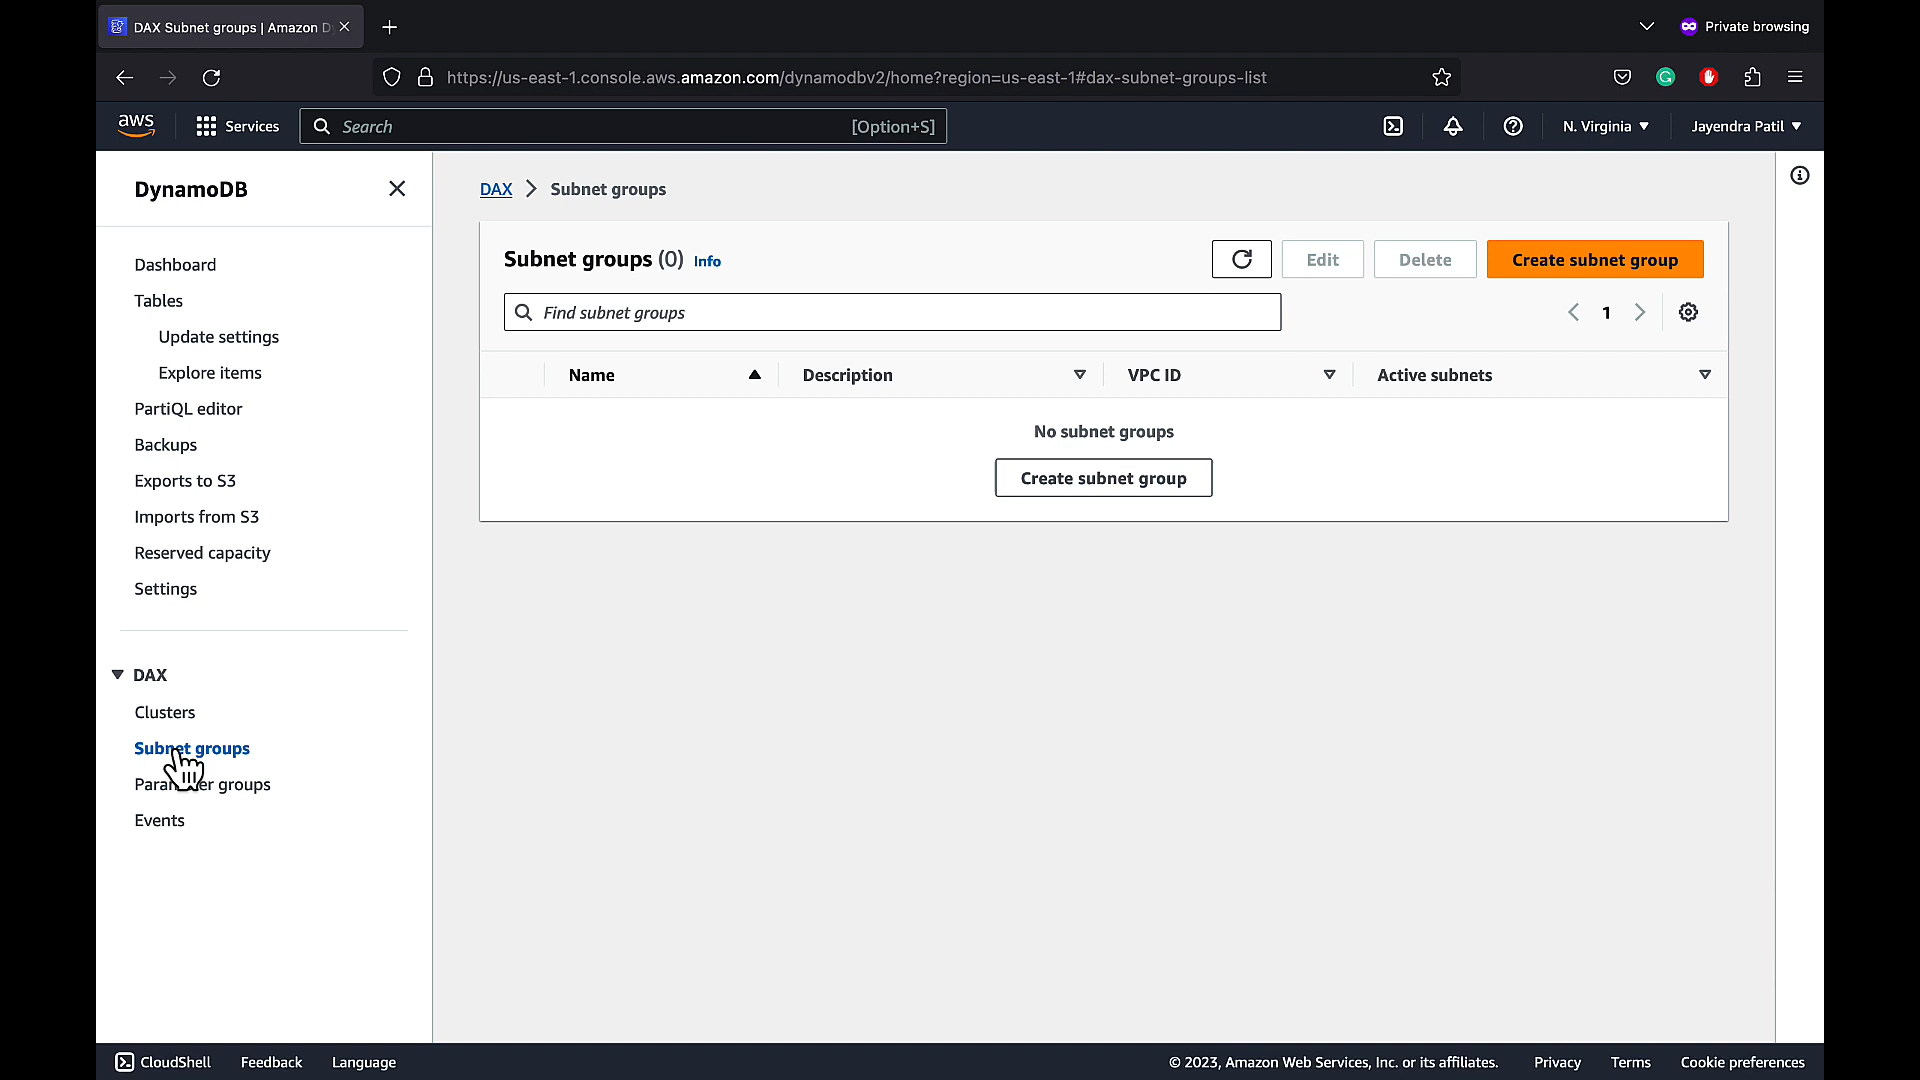 DAX Subnet groups | Amazon D
Private browsing
https://us-east-1.console.aws.amazon.com/dynamodbv2/home?region=us-east-1#dax-subnet-groups-list
aws
Services
Search
[Option+S]
N. Virginia
Jayendra Patil
DynamoDB
Dashboard
Tables
Update settings
Explore items
PartiQL editor
Backups
Exports to S3
Imports from S3
Reserved capacity
Settings
DAX
Clusters
Subnet groups
groups
Events
DAX > Subnet groups
Subnet groups (0) Info
Edit
Delete
Create subnet group
Find subnet groups
1
Name
Description
VPC ID
Active subnets
No subnet groups
Create subnet group
CloudShell
Feedback
Language
© 2023, Amazon Web Services, Inc. or its affiliates.
Privacy
Terms
Cookie preferences